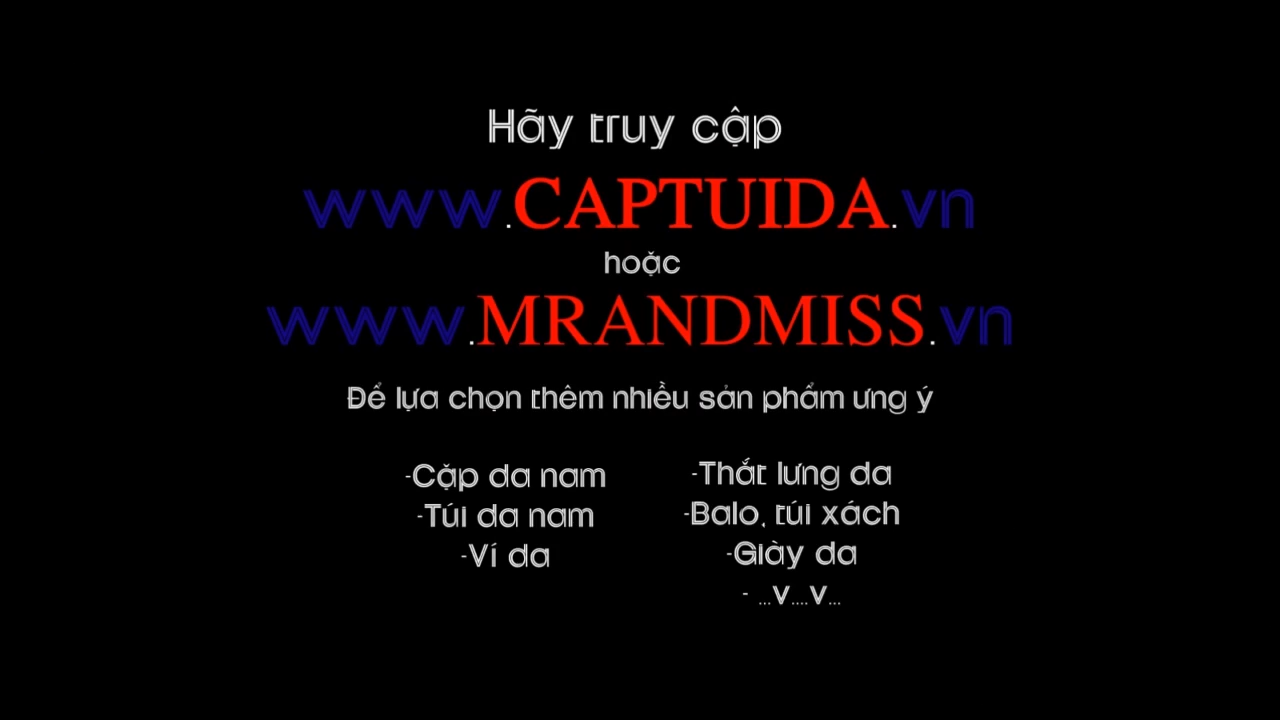 Hãy truy cập
www.CAPTUIDA.vn
hoặc
www.MRANDMISS.vn
Để lựa chọn thêm nhiều sản phẩm ưng ý
-Cặp da nam
-Túi da nam
-Ví da
-Thắt lưng da
-Balo, túi xách
-Giày da
- ...v....v...